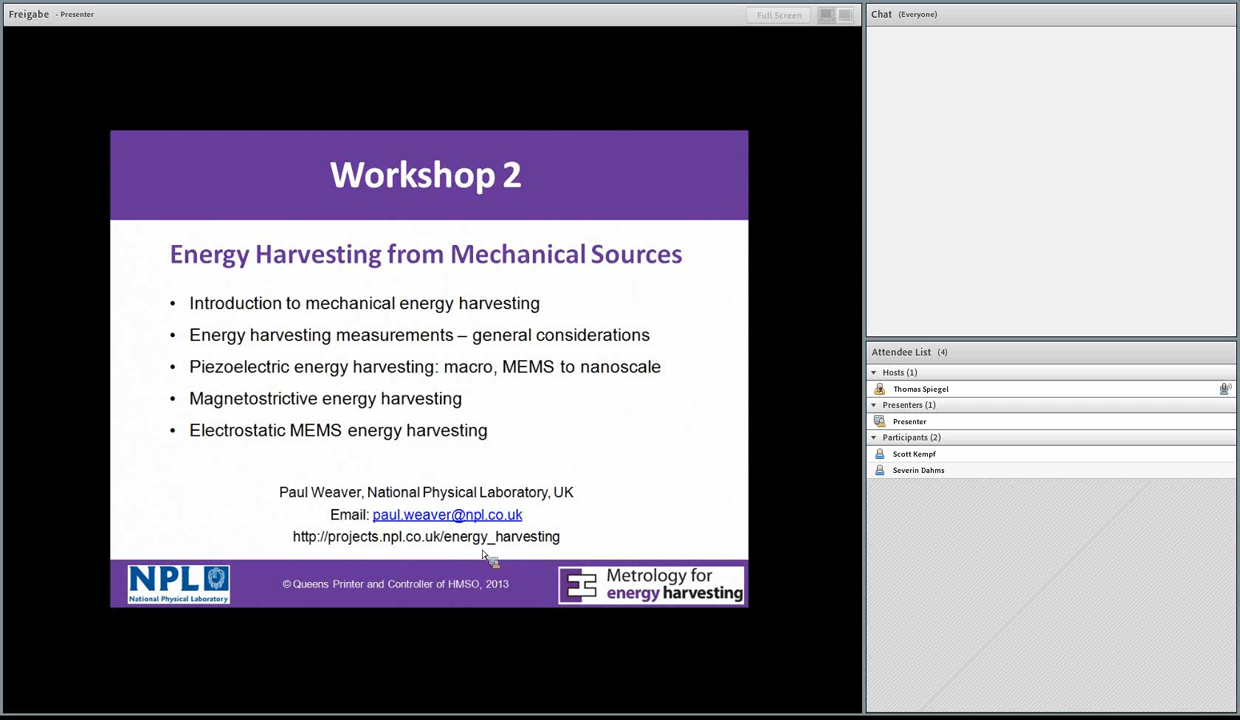 Freigabe - Presenter
Full Screen
Workshop 2
Energy Harvesting from Mechanical Sources
• Introduction to mechanical energy harvesting
• Energy harvesting measurements – general considerations
• Piezoelectric energy harvesting: macro, MEMS to nanoscale
• Magnetostrictive energy harvesting
• Electrostatic MEMS energy harvesting
Paul Weaver, National Physical Laboratory, UK
Email: paul.weaver@npl.co.uk
http://projects.npl.co.uk/energy_harvesting
NPL
National Physical Laboratory
© Queens Printer and Controller of HMSO, 2013
Metrology for
energy harvesting
Chat (Everyone)
Attendee List (4)
Hosts (1)
Thomas Spiegel
Presenters (1)
Presenter
Participants (2)
Scott Kempf
Severin Dahms